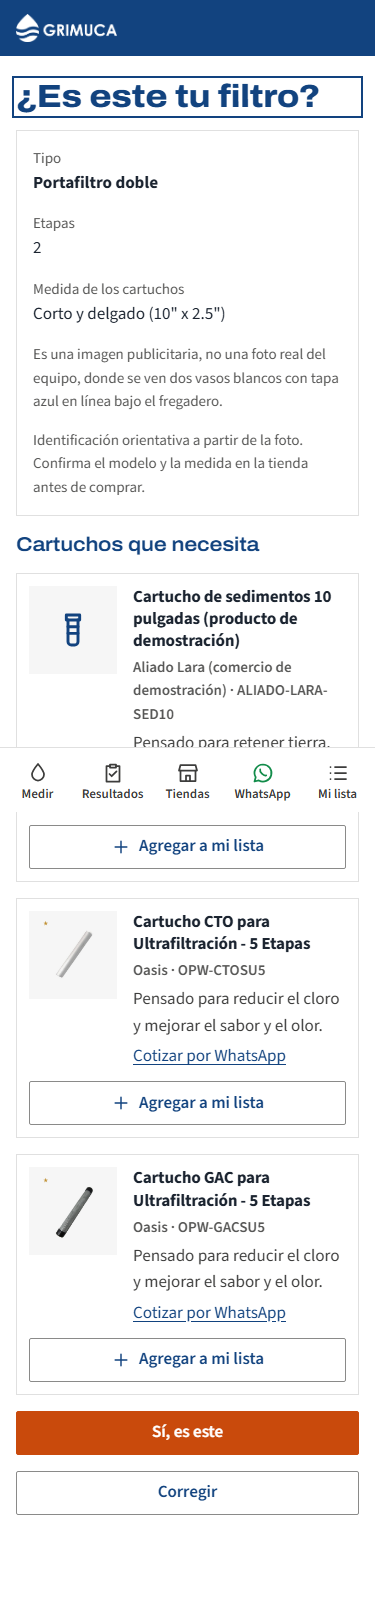 GRIMUCA
¿Es este tu filtro?
Tipo
Portafiltro doble
Etapas
2
Medida de los cartuchos
Corto y delgado (10" x 2.5")
Es una imagen publicitaria, no una foto real del
equipo, donde se ven dos vasos blancos con tapa
azul en línea bajo el fregadero.
Identificación orientativa a partir de la foto.
Confirma el modelo y la medida en la tienda
antes de comprar.
Cartuchos que necesita
Cartucho de sedimentos 10
pulgadas (producto de
demostración)
Aliado Lara (comercio de
demostración) · ALIADO-LARA-
SED10
Pensado para retener tierra,
Medir
Resultados
Tiendas
WhatsApp
Mi lista
+ Agregar a mi lista
Cartucho CTO para
Ultrafiltración - 5 Etapas
Oasis · OPW-CTOSU5
Pensado para reducir el cloro
y mejorar el sabor y el olor.
Cotizar por WhatsApp
+ Agregar a mi lista
Cartucho GAC para
Ultrafiltración - 5 Etapas
Oasis · OPW-GACSU5
Pensado para reducir el cloro
y mejorar el sabor y el olor.
Cotizar por WhatsApp
+ Agregar a mi lista
Sí, es este
Corregir